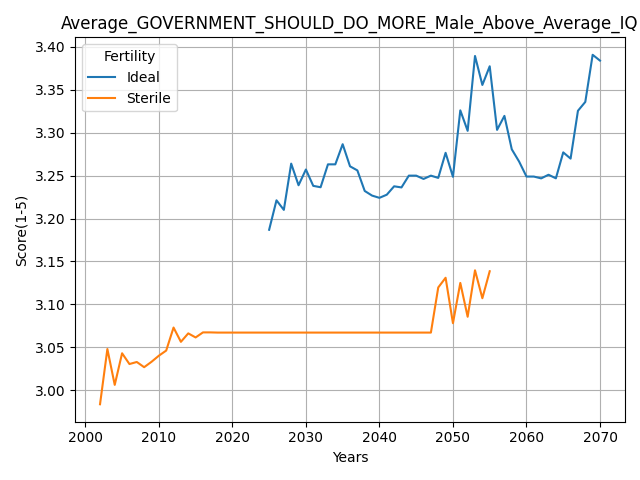 Average_GOVERNMENT_SHOULD_DO_MORE_Male_Above_Average_IQ
Fertility
Ideal
Sterile
Score(1-5)
3.40
3.35
3.30
3.25
3.20
3.15
3.10
3.05
3.00
2000 2010 2020 2030 2040 2050 2060 2070
Years